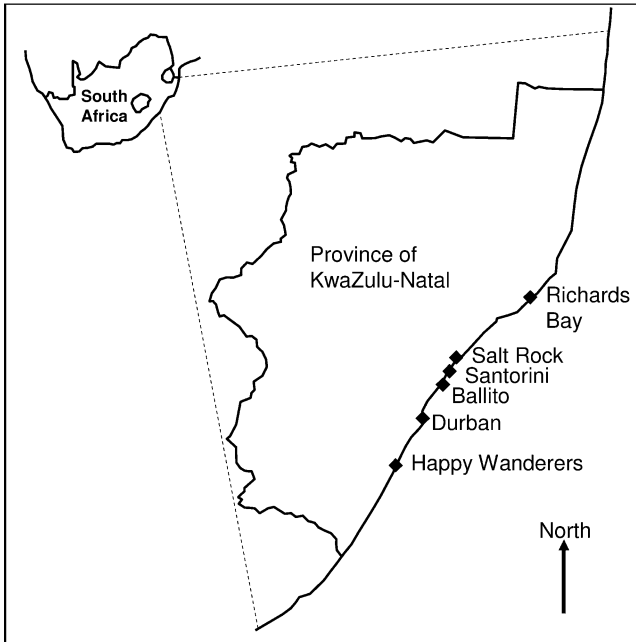 South
Africa
Province of
KwaZulu-Natal
Richards
Bay
Salt Rock
Santorini
Ballito
Durban
Happy Wanderers
North